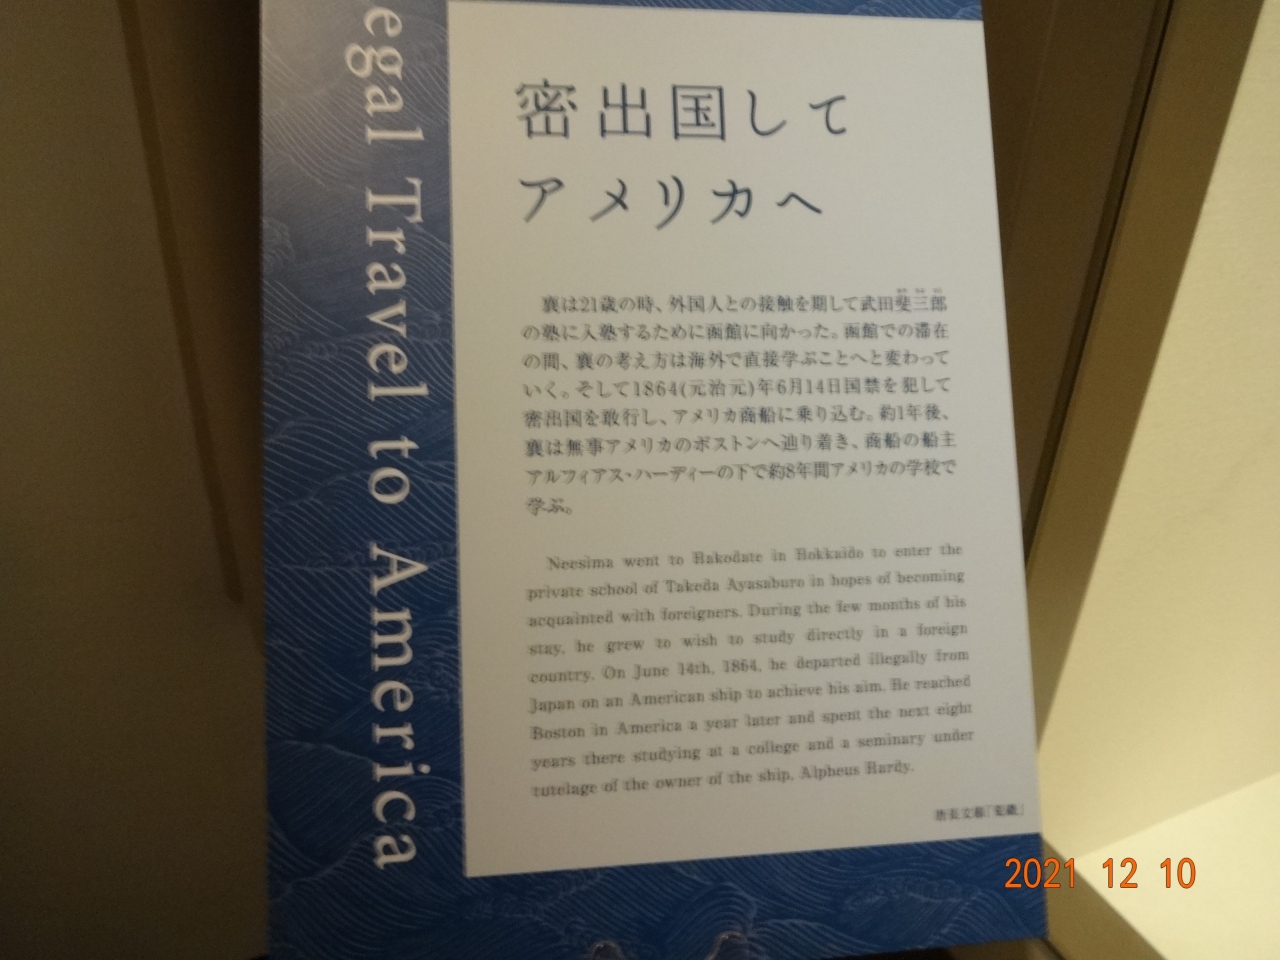 egal Travel to America
密出国して
アメリカへ
襄は21歳の時、外国人との接触を期して武田斐三郎
の塾に入塾するために函館に向かった。函館での滞在
の間、襄の考え方は海外で直接学ぶことへと変わって
いく。そして1864(元治元)年6月14日国禁を犯して
密出国を敢行し、アメリカ商船に乗り込む。約1年後、
襄は無事アメリカのボストンへ辿り着き、商船の船主
アルフィアス・ハーディーの下で約8年間アメリカの学校で
学ぶ。
Neesima went to Hakodate in Hokkaido to enter the
private school of Takeda Ayasaburo in hopes of becoming
acquainted with foreigners. During the few months of his
stay, he grew to wish to study directly in a foreign
country. On June 14th, 1864, he departed illegally from
Japan on an American ship to achieve his aim. He reached
Boston in America a year later and spent the next eight
years there studying at a college and a seminary under
tutelage of the owner of the ship, Alpheus Hardy.
2021 12 10